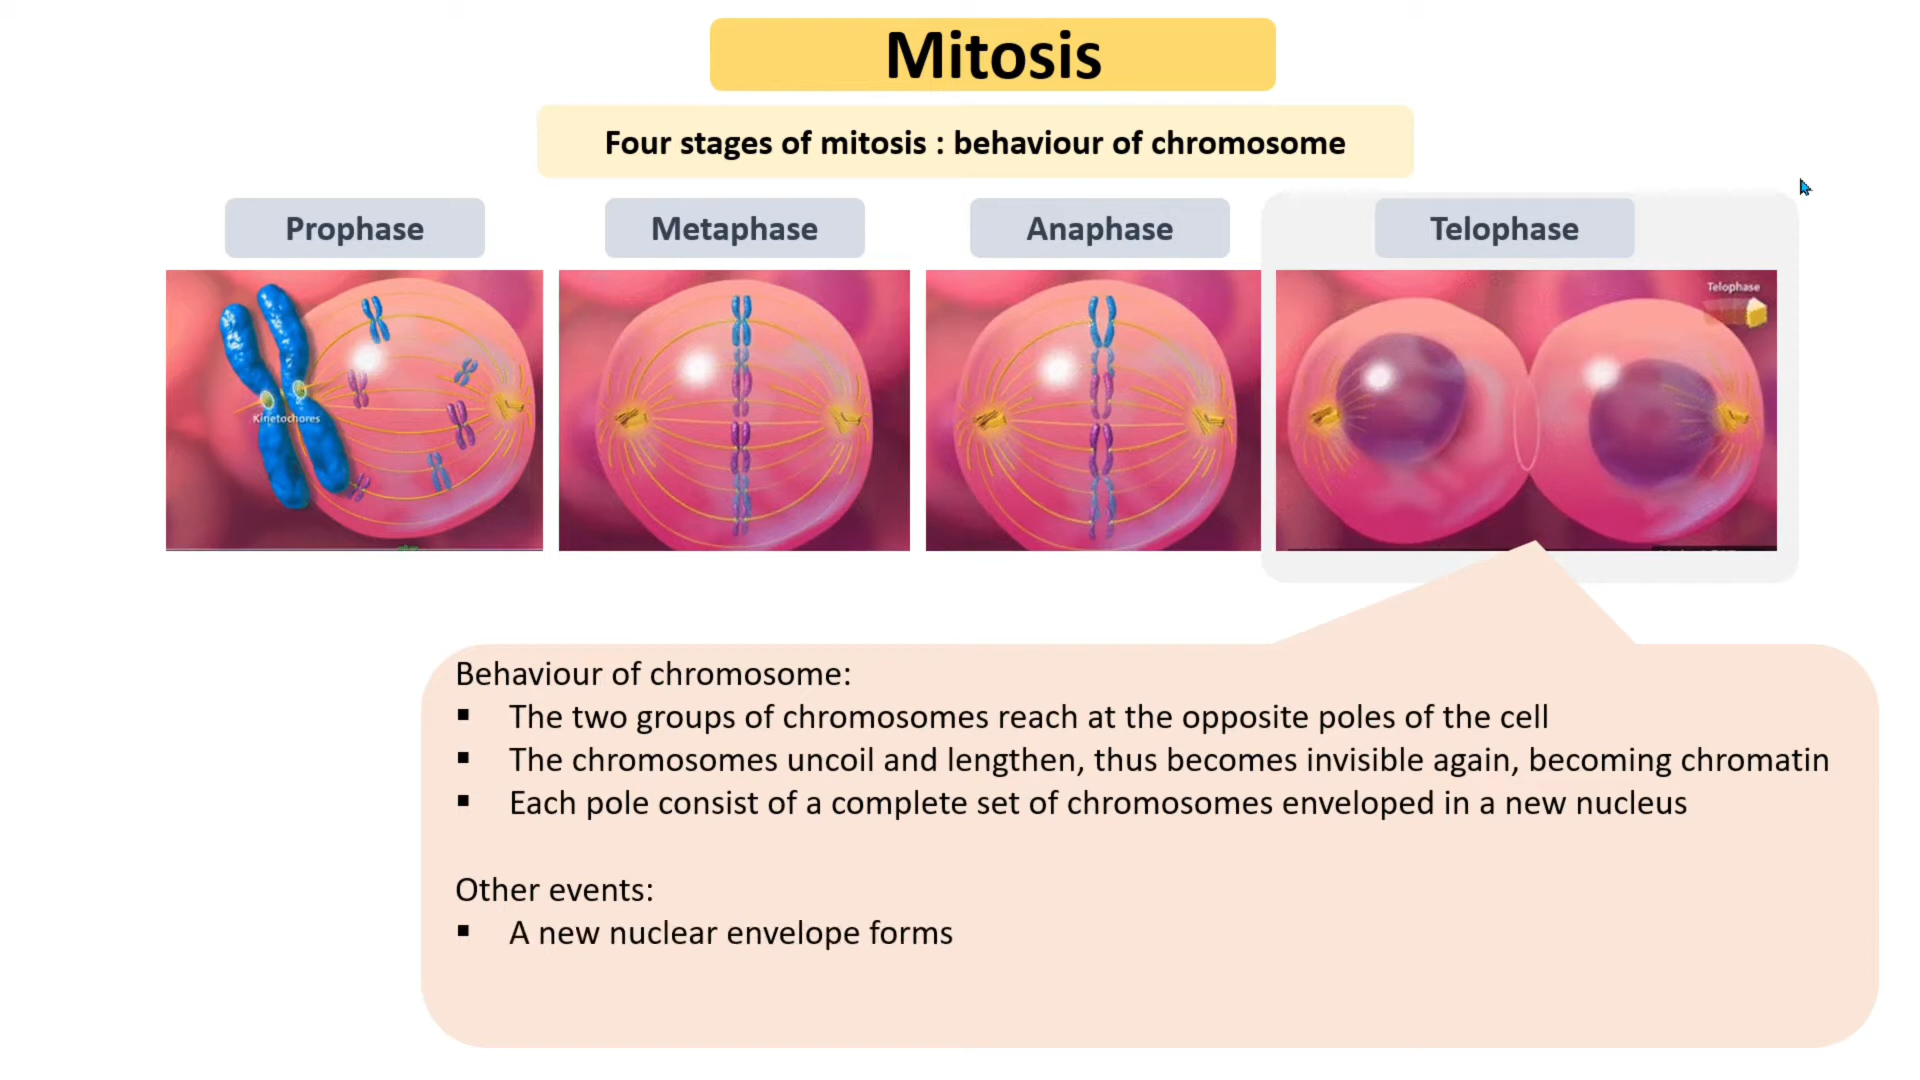 Mitosis
Four stages of mitosis : behaviour of chromosome
Prophase
Metaphase
Anaphase
Telophase
Telophase
Kinetochores
Behaviour of chromosome:
▪ The two groups of chromosomes reach at the opposite poles of the cell
▪ The chromosomes uncoil and lengthen, thus becomes invisible again, becoming chromatin
▪ Each pole consist of a complete set of chromosomes enveloped in a new nucleus
Other events:
▪ A new nuclear envelope forms